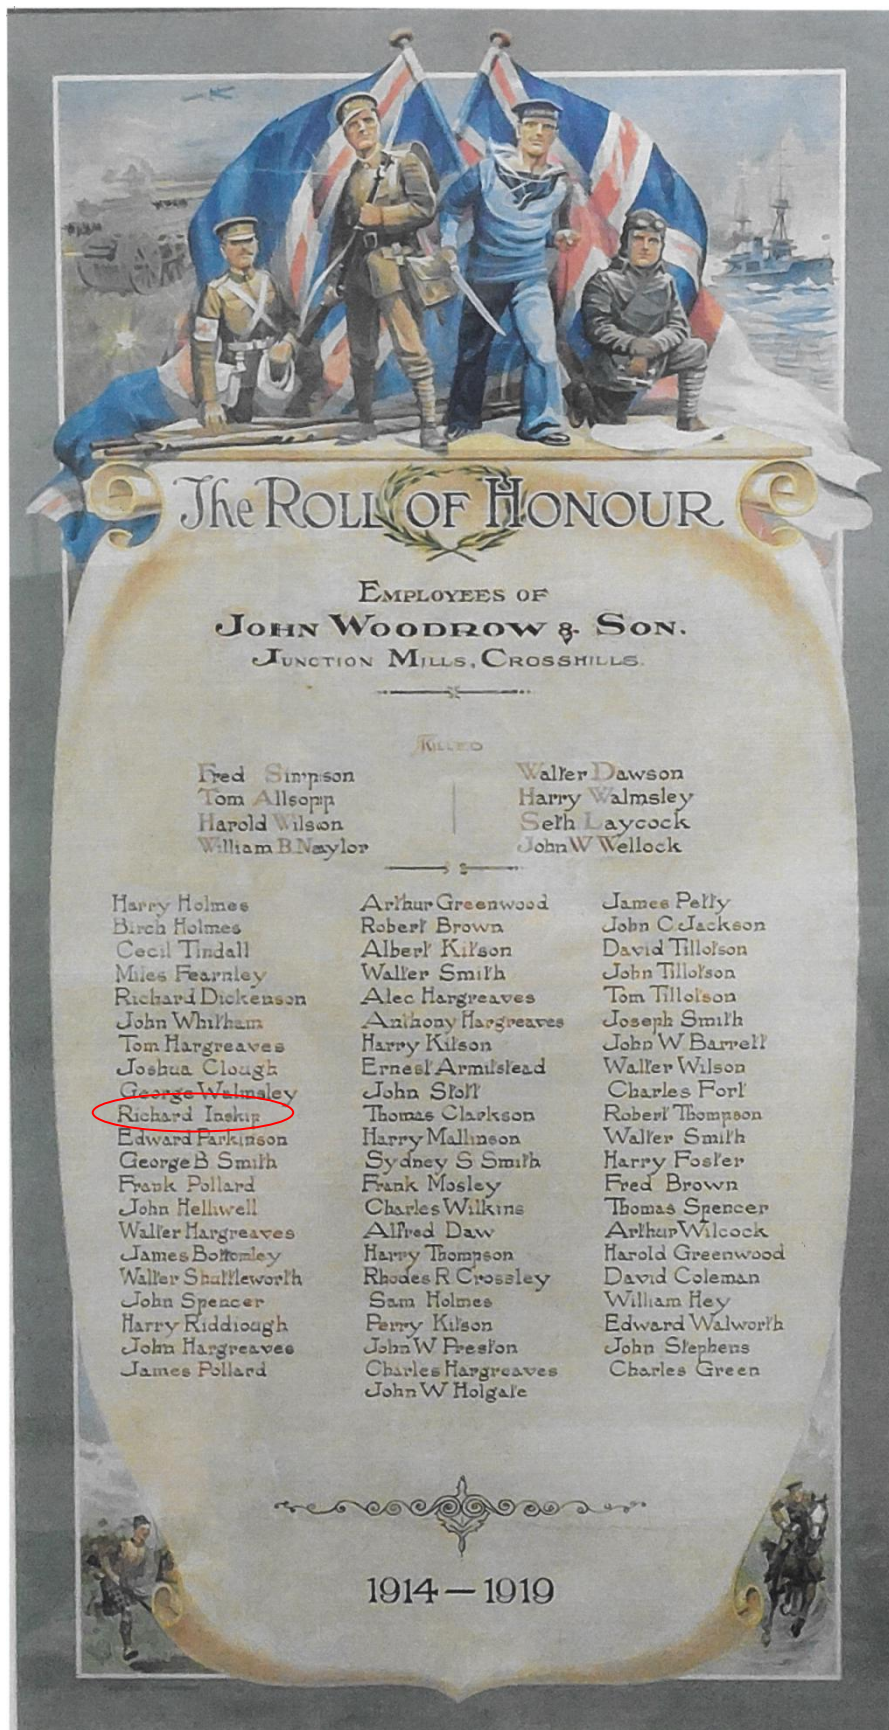 The ROLL OF HONOUR
EMPLOYEES OF
JOHN WOODROW & SON.
JUNCTION MILLS, CROSSHILLS.
KILLED
Fred Simpson
Tom Allsopp
Harold Wilson
William B. Naylor
Walter Dawson
Harry Walmsley
Seth Laycock
John W Wellock
Harry Holmes
Birch Holmes
Cecil Tindall
Miles Fearnley
Richard Dickenson
John Whitham
Tom Hargreaves
Joshua Clough
George Walmsley
Richard Inskip
Edward Parkinson
George B. Smith
Frank Pollard
John Helliwell
Walter Hargreaves
James Bottomley
Walter Shuttleworth
John Spencer
Harry Riddiough
John Hargreaves
James Pollard
Arthur Greenwood
Robert Brown
Albert Kitson
Walter Smith
Alec Hargreaves
Anthony Hargreaves
Harry Kitson
Ernest Armitstead
John Stott
Thomas Clarkson
Harry Mallinson
Sydney S Smith
Frank Mosley
Charles Wilkins
Alfred Daw
Harry Thompson
Rhodes R Crossley
Sam Holmes
Perry Kitson
John W Preston
Charles Hargreaves
John W Holgate
James Petty
John C Jackson
David Tillotson
John Tillotson
Tom Tillotson
Joseph Smith
John W Barrett
Walter Wilson
Charles Fort
Robert Thompson
Walter Smith
Harry Foster
Fred Brown
Thomas Spencer
Arthur Wilcock
Harold Greenwood
David Coleman
William Hey
Edward Walworth
John Stephens
Charles Green
1914 — 1919